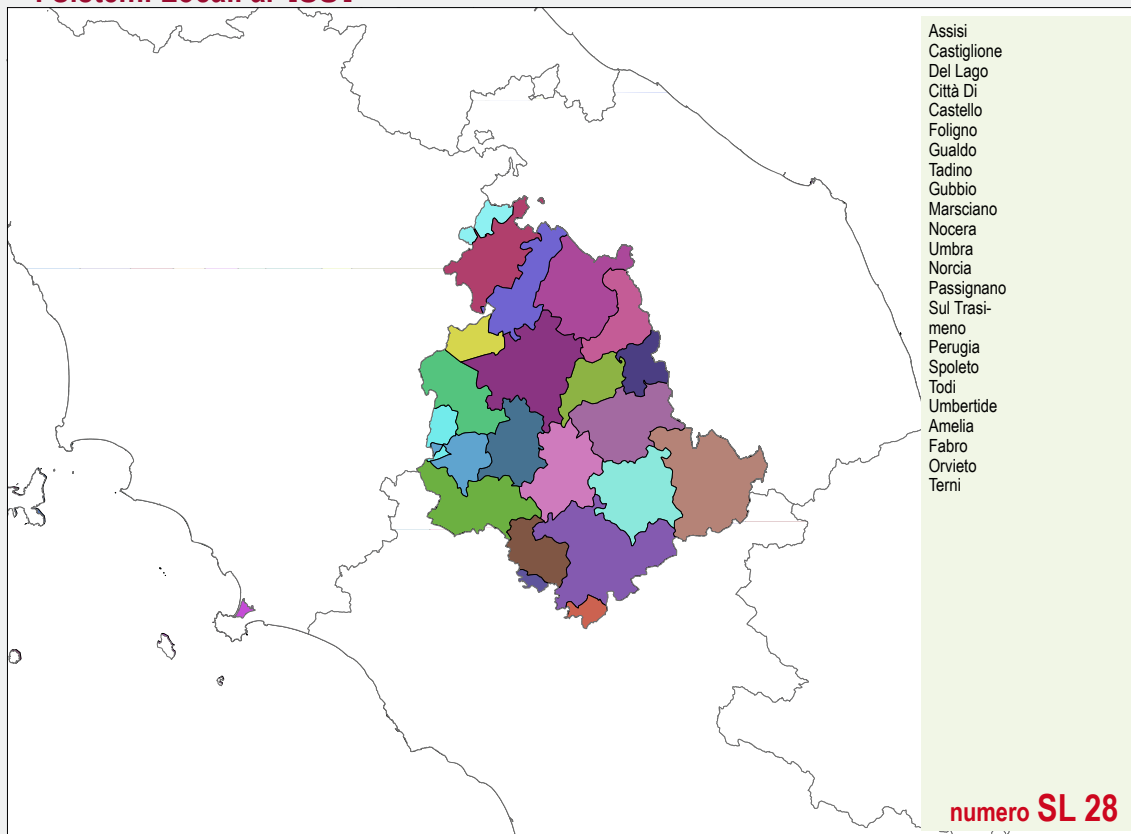 Assisi
Castiglione
Del Lago
Città Di
Castello
Foligno
Gualdo
Tadino
Gubbio
Marsciano
Nocera
Umbra
Norcia
Passignano
Sul Trasi-
meno
Perugia
Spoleto
Todi
Umbertide
Amelia
Fabro
Orvieto
Terni
numero SL 28